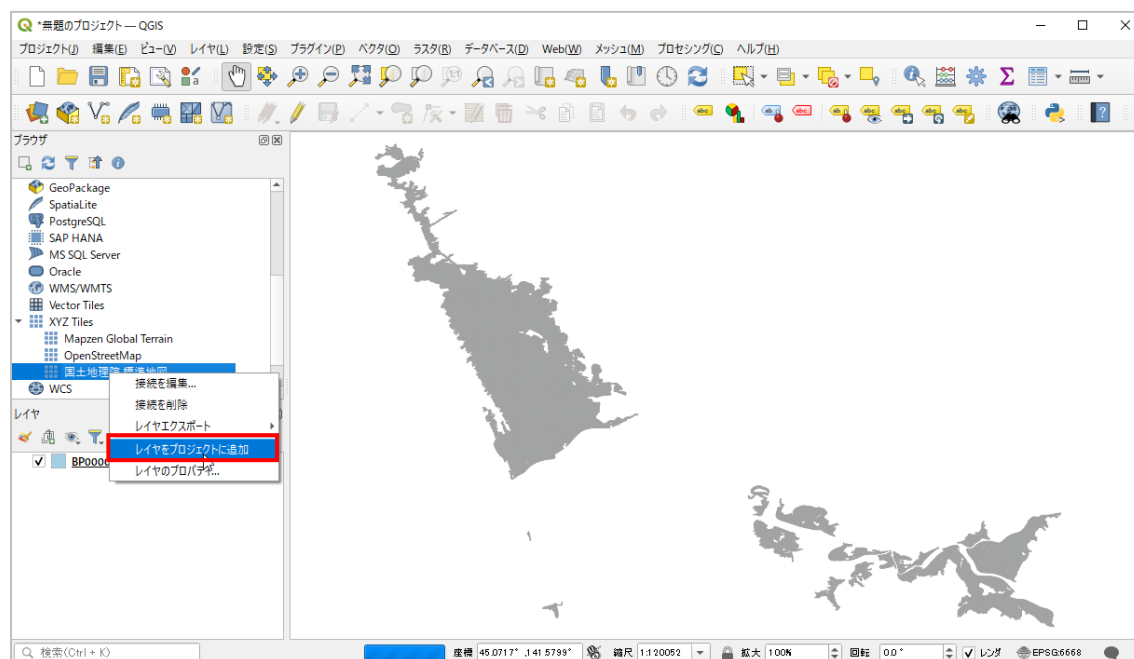 *無題のプロジェクト — QGIS
プロジェクト(J) 編集(E) ビュー(V) レイヤ(L) 設定(S) プラグイン(P) ベクタ(O) ラスタ(R) データベース(D) Web(W) メッシュ(M) プロセシング(C) ヘルプ(H)
ブラウザ
GeoPackage
SpatiaLite
PostgreSQL
SAP HANA
MS SQL Server
Oracle
WMS/WMTS
Vector Tiles
XYZ Tiles
Mapzen Global Terrain
OpenStreetMap
国土地理院 標準地図
WCS
接続を編集...
接続を削除
レイヤエクスポート
レイヤをプロジェクトに追加
レイヤのプロパティ...
レイヤ
BP0000
検索(Ctrl + K)
座標 45.0717°,141.5799° 縮尺 1:120052 拡大 100% 回転 0.0° レンダ EPSG:6668